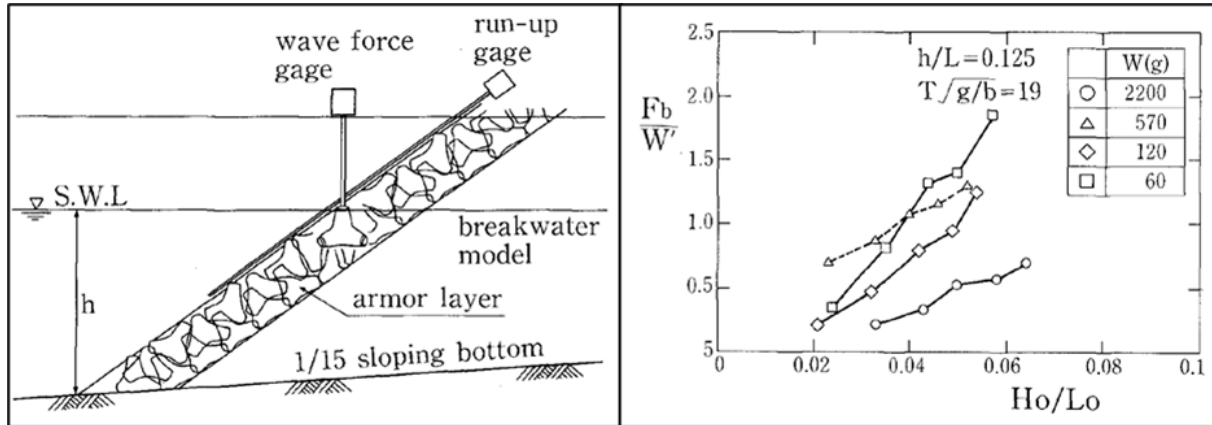 wave force
gage
run-up
gage
S.W.L
breakwater
model
h
armor layer
1/15 sloping bottom
2.5
2.0
1.5
1.0
0.5
5
Fb
W'
h/L=0.125
T√g/b=19
W(g)
2200
570
120
60
0
0.02
0.04
0.06
0.08
0.1
Ho/Lo